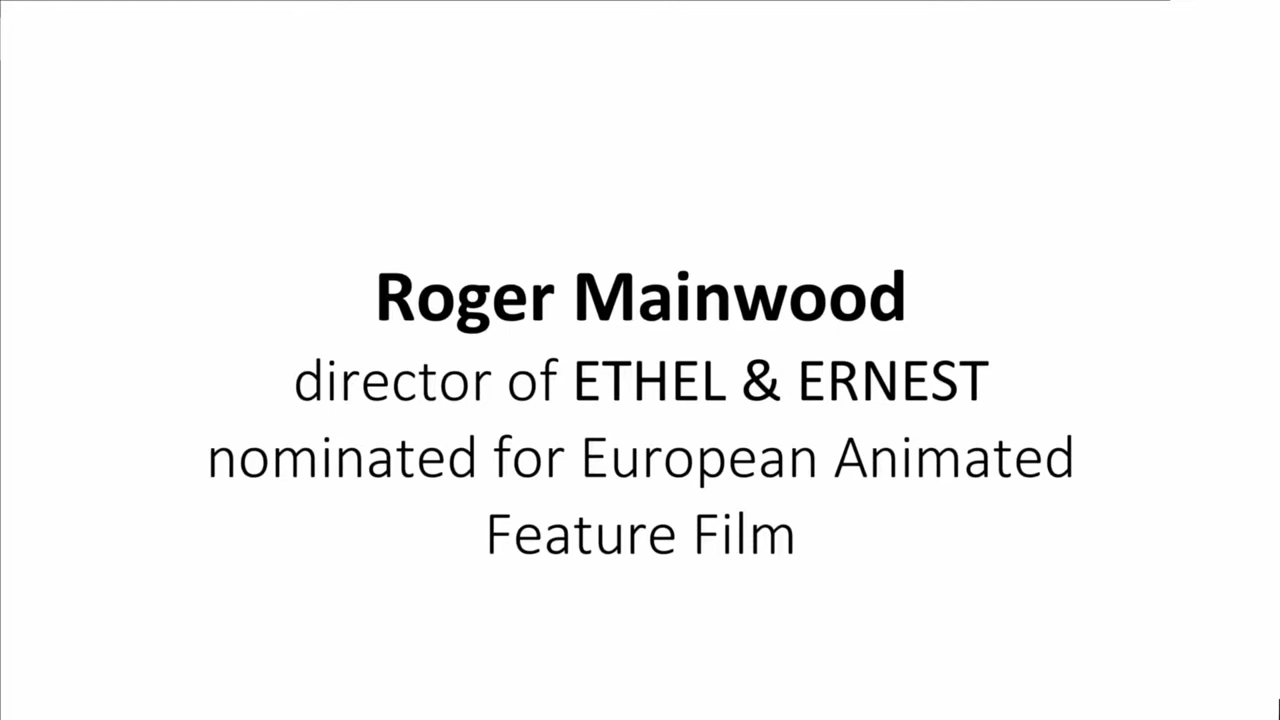 Roger Mainwood
director of ETHEL & ERNEST
nominated for European Animated
Feature Film